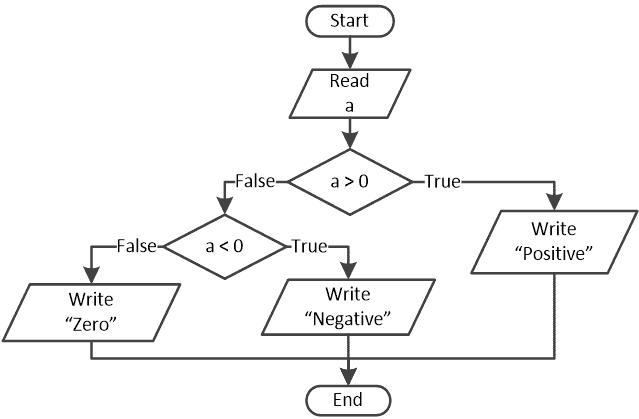 Start
Read
a
a > 0
False
True
a < 0
False
True
Write
“Positive”
Write
“Zero”
Write
“Negative”
End